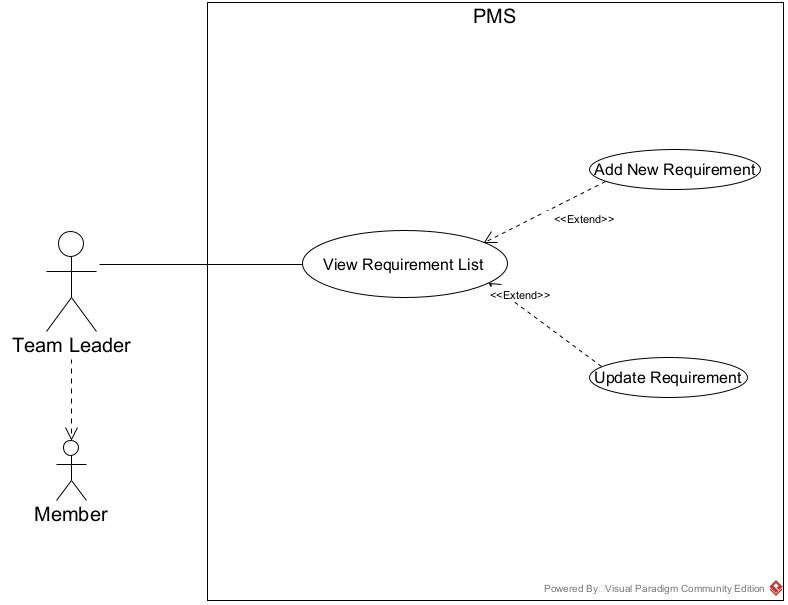 PMS
Add New Requirement
<<Extend>>
View Requirement List
<<Extend>>
Team Leader
Update Requirement
Member
Powered By Visual Paradigm Community Edition